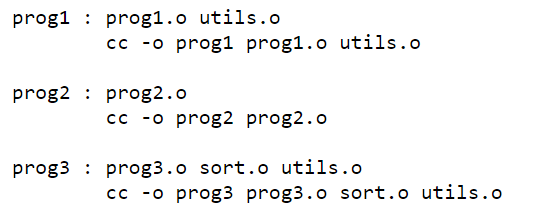 prog1 : prog1.o utils.o
        cc -o prog1 prog1.o utils.o
prog2 : prog2.o
        cc -o prog2 prog2.o
prog3 : prog3.o sort.o utils.o
        cc -o prog3 prog3.o sort.o utils.o